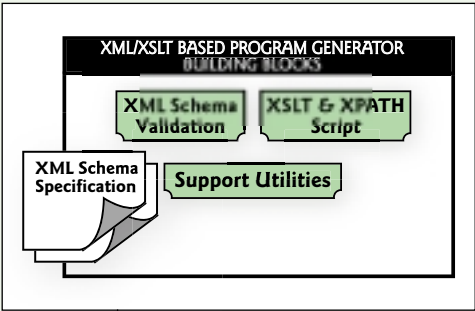 XML/XSLT BASED PROGRAM GENERATOR
BUILDING BLOCKS
XML Schema
Validation
XSLT & XPATH
Script
XML Schema
Specification
Support Utilities